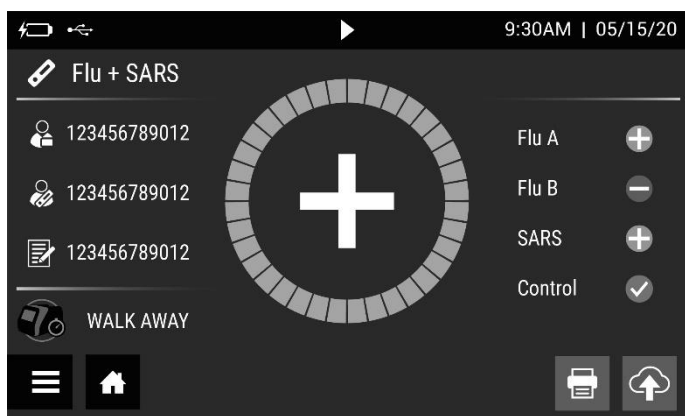 9:30AM | 05/15/20
Flu + SARS
123456789012
123456789012
123456789012
WALK AWAY
Flu A
Flu B
SARS
Control